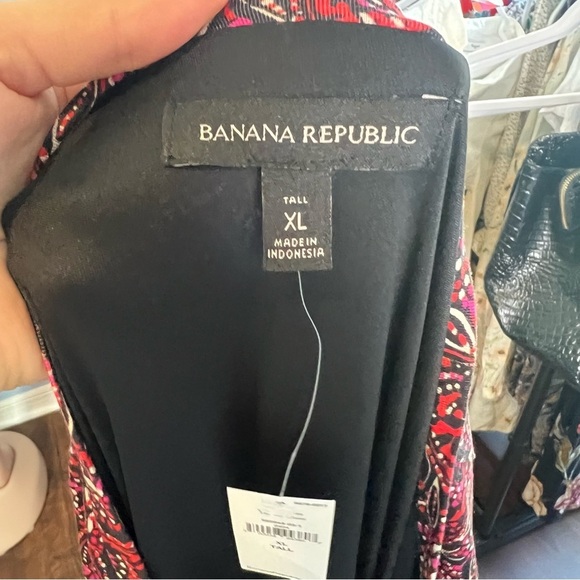 BANANA REPUBLIC
TALL
XL
MADE IN
INDONESIA
XL
TALL